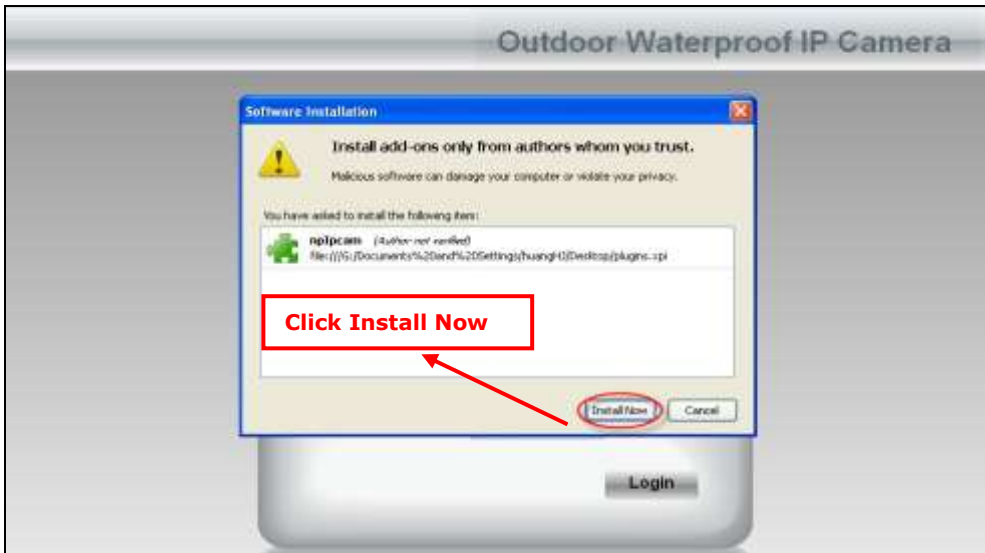 Outdoor Waterproof IP Camera
Software Installation
Install add-ons only from authors whom you trust.
Malicious software can damage your computer or violate your privacy.
You have asked to install the following item:
npIpcam (Author not verified)
file:///G:/Documents%20and%20Settings/huangHJ/Desktop/plugins.xpi
Click Install Now
Install Now Cancel
Login